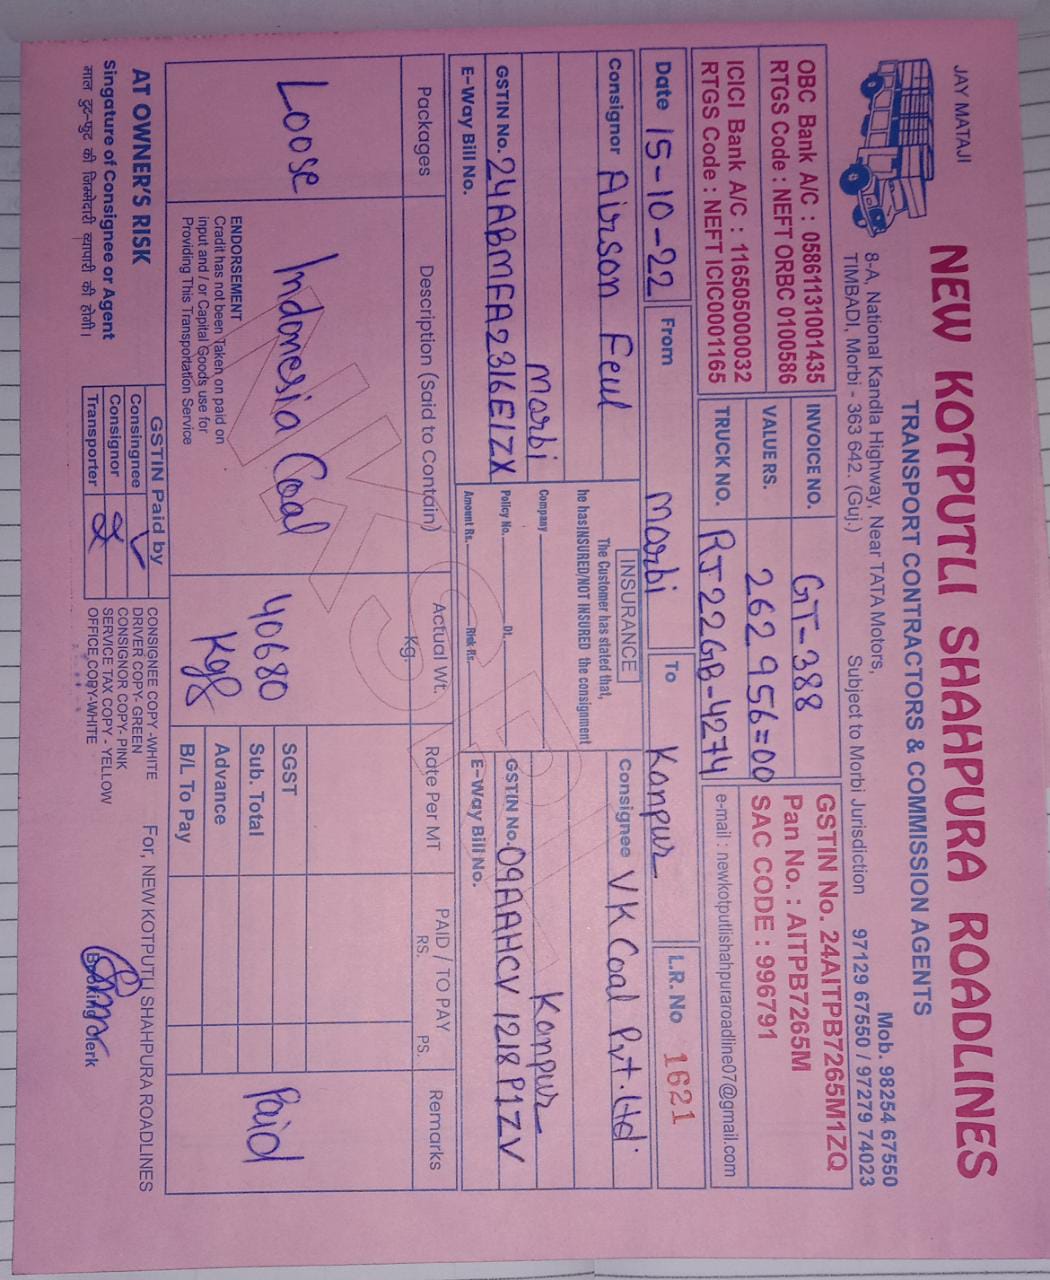 JAY MATAJI
NEW KOTPUTLI SHAHPURA ROADLINES
TRANSPORT CONTRACTORS & COMMISSION AGENTS
Mob. 98254 67550
8-A, National Kandla Highway, Near TATA Motors,
97129 67550 / 97279 74023
TIMBADI, Morbi - 363 642. (Guj.)
Subject to Morbi Jurisdiction
OBC Bank A/C : 05861131001435
RTGS Code : NEFT ORBC 0100586
ICICI Bank A/C : 116505000032
RTGS Code : NEFT ICIC0001165
INVOICE NO. GT-388
VALUE RS. 262956=00
TRUCK NO. RJ22GB-4274
GSTIN No. 24AITPB7265M1ZQ
Pan No. : AITPB7265M
SAC CODE : 996791
e-mail : newkotputlishahpuraroadline07@gmail.com
Date 15-10-22 From Morbi To Kanpur L.R. No 1621
Consignor Airson Feul
Morbi
GSTIN No. 24ABMFA2316E1ZX
E-Way Bill No.
INSURANCE
The Customer has stated that,
he has INSURED/NOT INSURED the consignment
Company
Policy No. Dt.
Amount Rs. Risk Rs.
Consignee VK Coal Pvt. Ltd.
Kanpur
GSTIN No. 09AAHCV1218P1ZV
E-Way Bill No.
Packages
Description (Said to Contain)
Actual Wt.
Kg.
Rate Per MT
PAID / TO PAY
RS. PS.
Remarks
Loose
Indonesia Coal
40680
Kgs
SGST
Sub. Total
Advance
B/L To Pay
Paid
NKSRL
ENDORSEMENT
Cradit has not been Taken on paid on
input and / or Capital Goods use for
Providing This Transportation Service
AT OWNER'S RISK
Singature of Consignee or Agent
माल टुट-फुट की जिम्मेदारी व्यापारी की होगी।
GSTIN Paid by
Consingnee ✓
Consignor x
Transporter x
CONSIGNEE COPY -WHITE
DRIVER COPY- GREEN
CONSIGNOR COPY- PINK
SERVICE TAX COPY - YELLOW
OFFICE COPY-WHITE
For, NEW KOTPUTLI SHAHPURA ROADLINES
Booking Clerk